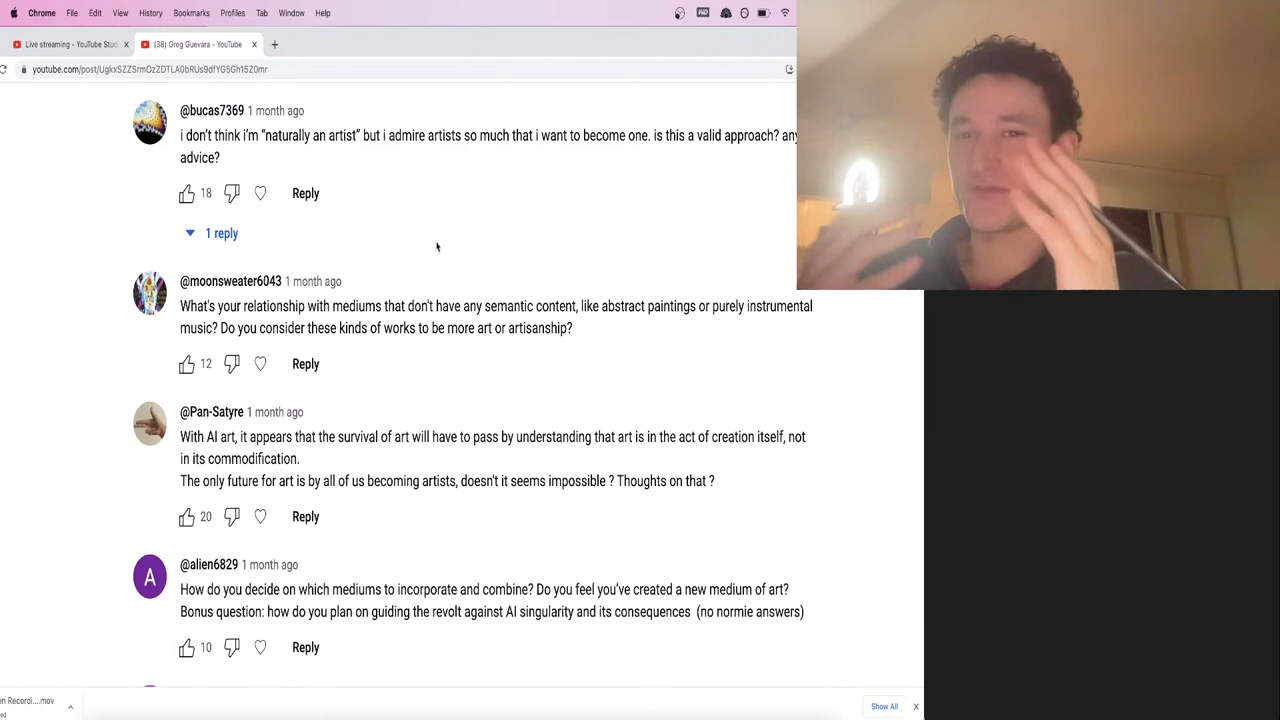 Chrome File Edit View History Bookmarks Profiles Tab Window Help
Live streaming - YouTube Stud × (38) Greg Guevara - YouTube × +
youtube.com/post/UgkxSZZSrmOzZDTLA0bRUs9dfYG5Gh15Z0mr
@bucas7369 1 month ago
i don't think i'm “naturally an artist” but i admire artists so much that i want to become one. is this a valid approach? any
advice?
18 Reply
1 reply
@moonsweater6043 1 month ago
What's your relationship with mediums that don't have any semantic content, like abstract paintings or purely instrumental
music? Do you consider these kinds of works to be more art or artisanship?
12 Reply
@Pan-Satyre 1 month ago
With AI art, it appears that the survival of art will have to pass by understanding that art is in the act of creation itself, not
in its commodification.
The only future for art is by all of us becoming artists, doesn't it seems impossible ? Thoughts on that ?
20 Reply
A
@alien6829 1 month ago
How do you decide on which mediums to incorporate and combine? Do you feel you've created a new medium of art?
Bonus question: how do you plan on guiding the revolt against AI singularity and its consequences (no normie answers)
10 Reply
en Recordi....mov
Show All ×